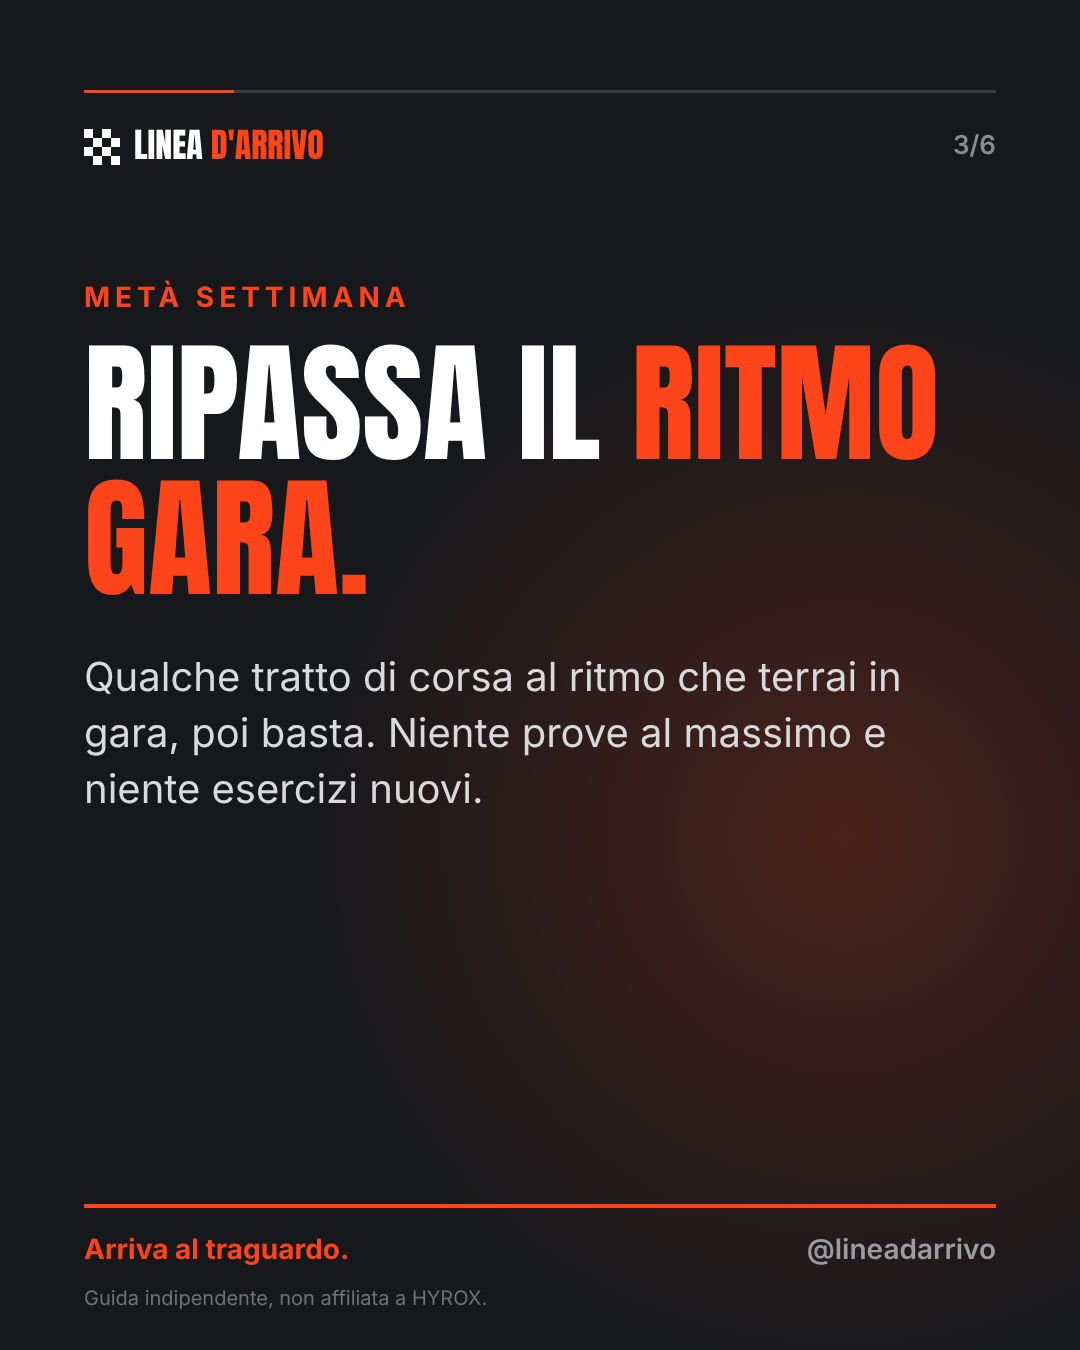 LINEA D'ARRIVO
3/6
METÀ SETTIMANA
RIPASSA IL RITMO
GARA.
Qualche tratto di corsa al ritmo che terrai in
gara, poi basta. Niente prove al massimo e
niente esercizi nuovi.
Arriva al traguardo.
@lineadarrivo
Guida indipendente, non affiliata a HYROX.